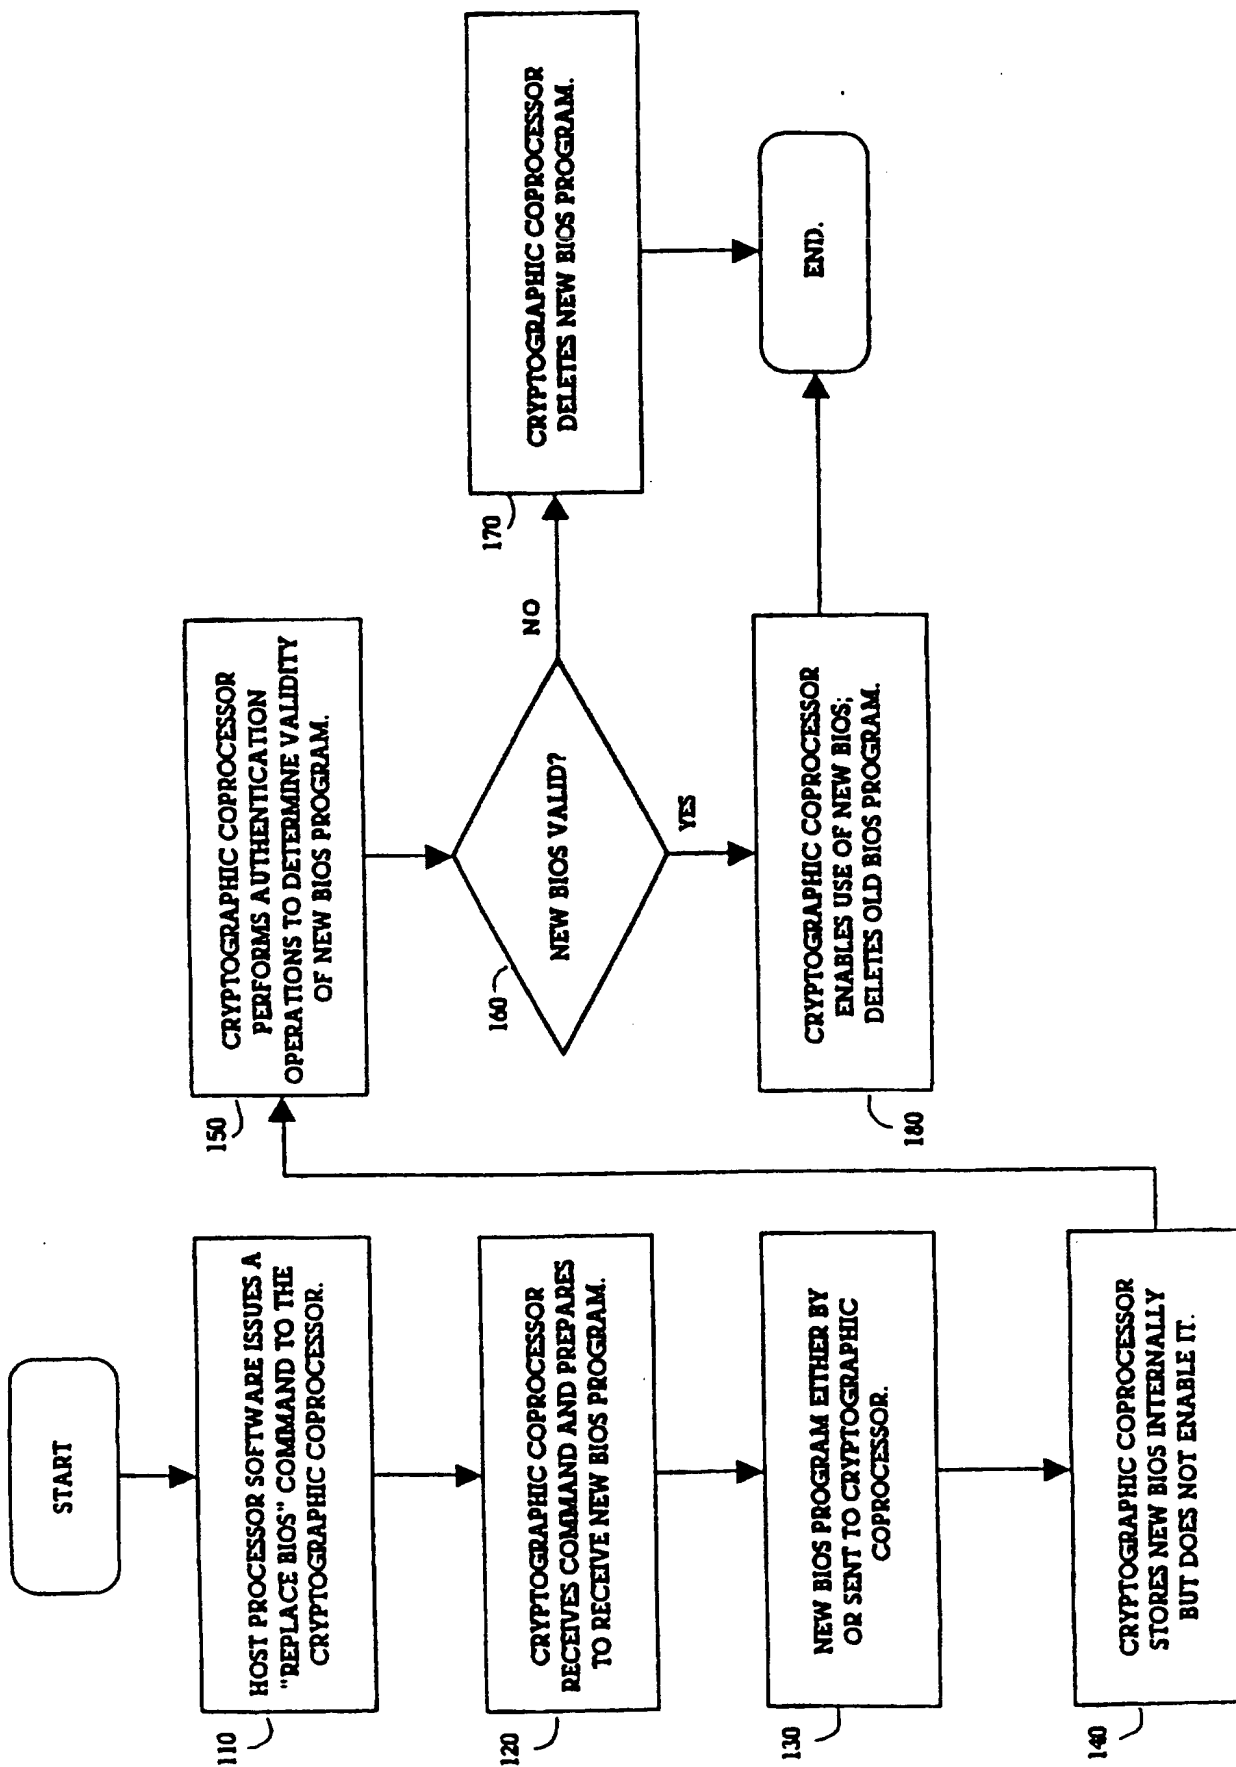 START
110
HOST PROCESSOR SOFTWARE ISSUES A
"REPLACE BIOS" COMMAND TO THE
CRYPTOGRAPHIC COPROCESSOR.
120
CRYPTOGRAPHIC COPROCESSOR
RECEIVES COMMAND AND PREPARES
TO RECEIVE NEW BIOS PROGRAM.
130
NEW BIOS PROGRAM EITHER BY
OR SENT TO CRYPTOGRAPHIC
COPROCESSOR.
140
CRYPTOGRAPHIC COPROCESSOR
STORES NEW BIOS INTERNALLY
BUT DOES NOT ENABLE IT.
150
CRYPTOGRAPHIC COPROCESSOR
PERFORMS AUTHENTICATION
OPERATIONS TO DETERMINE VALIDITY
OF NEW BIOS PROGRAM.
160
NEW BIOS VALID?
NO
YES
170
CRYPTOGRAPHIC COPROCESSOR
DELETES NEW BIOS PROGRAM.
180
CRYPTOGRAPHIC COPROCESSOR
ENABLES USE OF NEW BIOS;
DELETES OLD BIOS PROGRAM.
END.